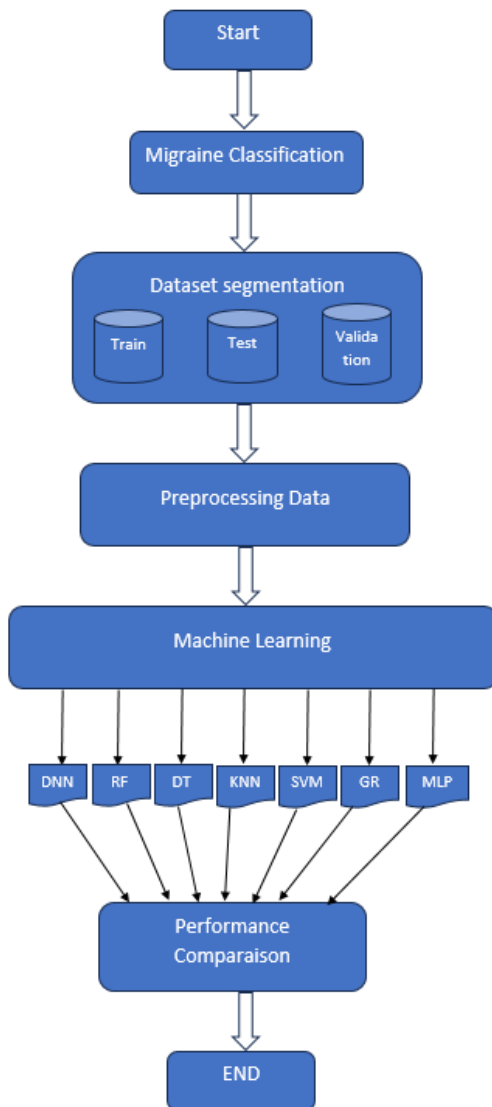 Start
Migraine Classification
Dataset segmentation
Train
Test
Valida
tion
Preprocessing Data
Machine Learning
DNN
RF
DT
KNN
SVM
GR
MLP
Performance
Comparaison
END